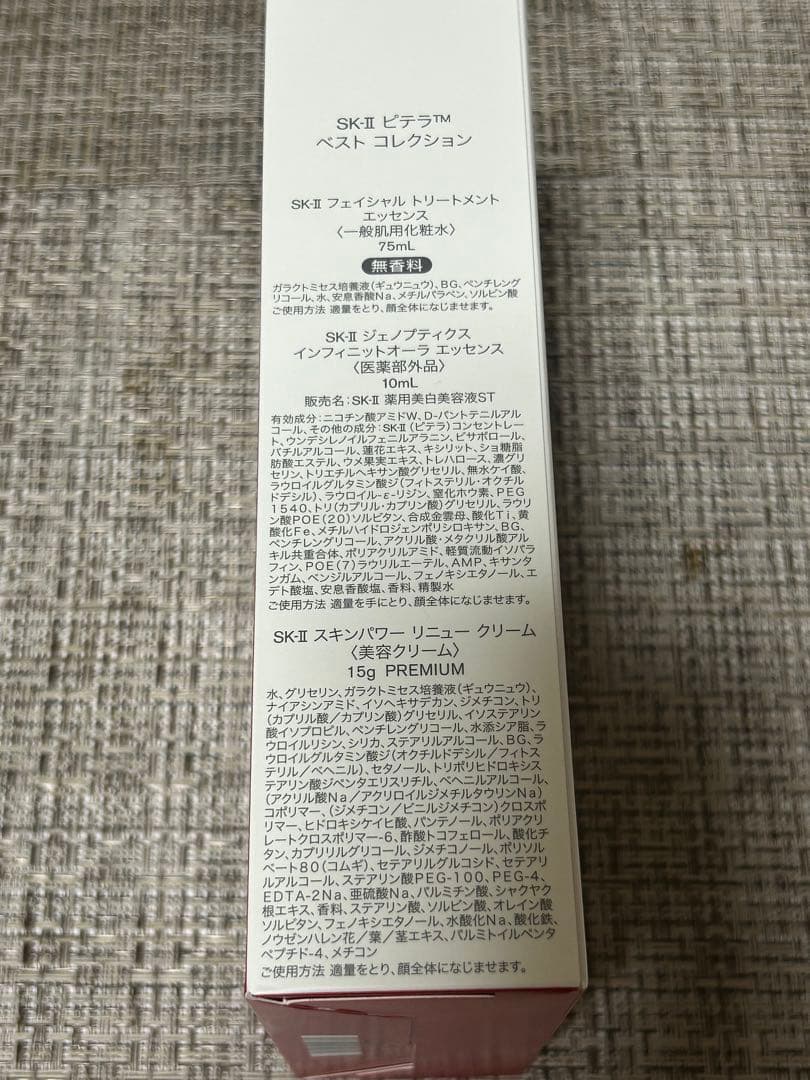 SK-II ピテラ™
ベスト コレクション
SK-II フェイシャル トリートメント
エッセンス
〈一般肌用化粧水〉
75mL
無香料
ガラクトミセス培養液(ギュウニュウ)、BG、ペンチレング
リコール、水、安息香酸Na、メチルパラベン、ソルビン酸
ご使用方法 適量をとり、顔全体になじませます。
SK-II ジェノプティクス
インフィニットオーラ エッセンス
〈医薬部外品〉
10mL
販売名:SK-II 薬用美白美容液ST
有効成分:ニコチン酸アミドW、D-パントテニルアル
コール、その他の成分:SK-II(ピテラ)コンセントレー
ト、ウンデシレノイルフェニルアラニン、ビサボロール、
バチルアルコール、蓮花エキス、キシリット、ショ糖脂
肪酸エステル、ウメ果実エキス、トレハロース、濃グリ
セリン、トリエチルヘキサン酸グリセリル、無水ケイ酸、
ラウロイルグルタミン酸ジ(フィトステリル・オクチル
ドデシル)、ラウロイル-ε-リジン、窒化ホウ素、PEG
1540、トリ(カプリル・カプリン酸)グリセリル、ラウリ
ン酸POE(20)ソルビタン、合成金雲母、酸化Ti、黄
酸化Fe、メチルハイドロジェンポリシロキサン、BG、
ペンチレングリコール、アクリル酸・メタクリル酸アル
キル共重合体、ポリアクリルアミド、軽質流動イソパラ
フィン、POE(7)ラウリルエーテル、AMP、キサンタ
ンガム、ベンジルアルコール、フェノキシエタノール、エ
デト酸塩、安息香酸塩、香料、精製水
ご使用方法 適量を手にとり、顔全体になじませます。
SK-II スキンパワー リニュー クリーム
〈美容クリーム〉
15g PREMIUM
水、グリセリン、ガラクトミセス培養液(ギュウニュウ)、
ナイアシンアミド、イソヘキサデカン、ジメチコン、トリ
(カプリル酸/カプリン酸)グリセリル、イソステアリン
酸イソプロピル、ペンチレングリコール、水添シア脂、ラ
ウロイルリシン、シリカ、ステアリルアルコール、BG、ラ
ウロイルグルタミン酸ジ(オクチルドデシル/フィトス
テリル/ベヘニル)、セタノール、トリポリヒドロキシス
テアリン酸ジペンタエリスリチル、ベヘニルアルコール、
(アクリル酸Na/アクリロイルジメチルタウリンNa)
コポリマー、(ジメチコン/ビニルジメチコン)クロスポ
リマー、ヒドロキシケイヒ酸、パンテノール、ポリアクリ
レートクロスポリマー-6、酢酸トコフェロール、酸化チ
タン、カプリリルグリコール、ジメチコノール、ポリソル
ベート80(コムギ)、セテアリルグルコシド、セテアリ
ルアルコール、ステアリン酸PEG-100、PEG-4、
EDTA-2Na、亜硫酸Na、パルミチン酸、シャクヤク
根エキス、香料、ステアリン酸、ソルビン酸、オレイン酸
ソルビタン、フェノキシエタノール、水酸化Na、酸化鉄、
ノウゼンハレン花/葉/茎エキス、パルミトイルペンタ
ペプチド-4、メチコン
ご使用方法 適量をとり、顔全体になじませます。